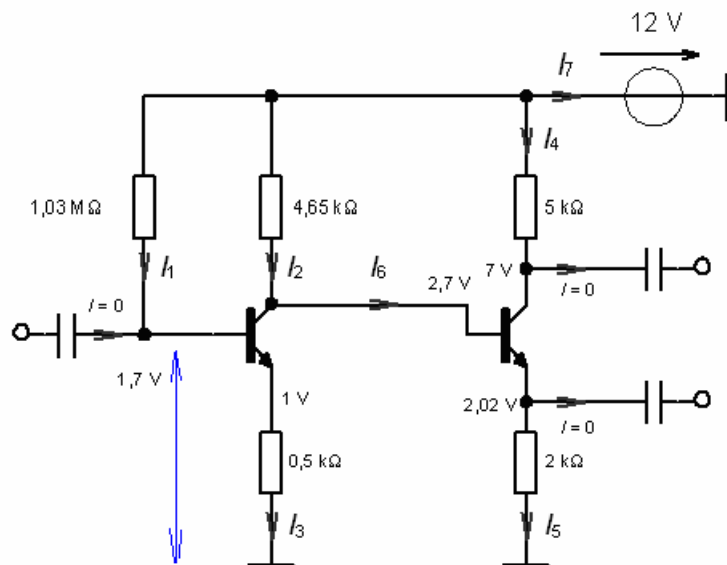 12 V
I7
I4
1,03 MΩ
4,65 kΩ
5 kΩ
I1
I2
I6
2,7 V
7 V
I = 0
I = 0
1,7 V
1 V
2,02 V
I = 0
0,5 kΩ
2 kΩ
I3
I5